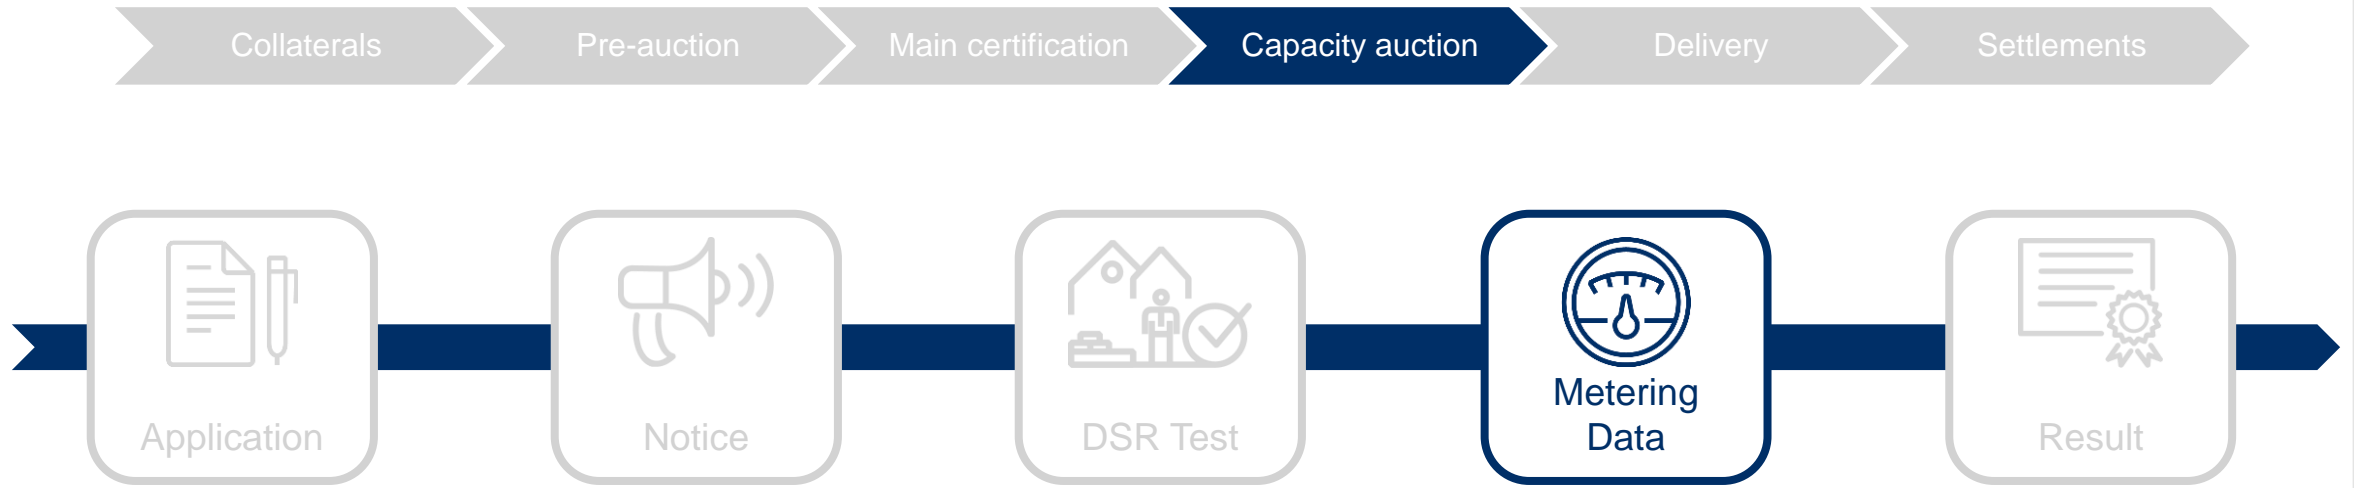 Collaterals
Pre-auction
Main certification
Capacity auction
Delivery
Settlements
Application
Notice
DSR Test
Metering
Data
Result